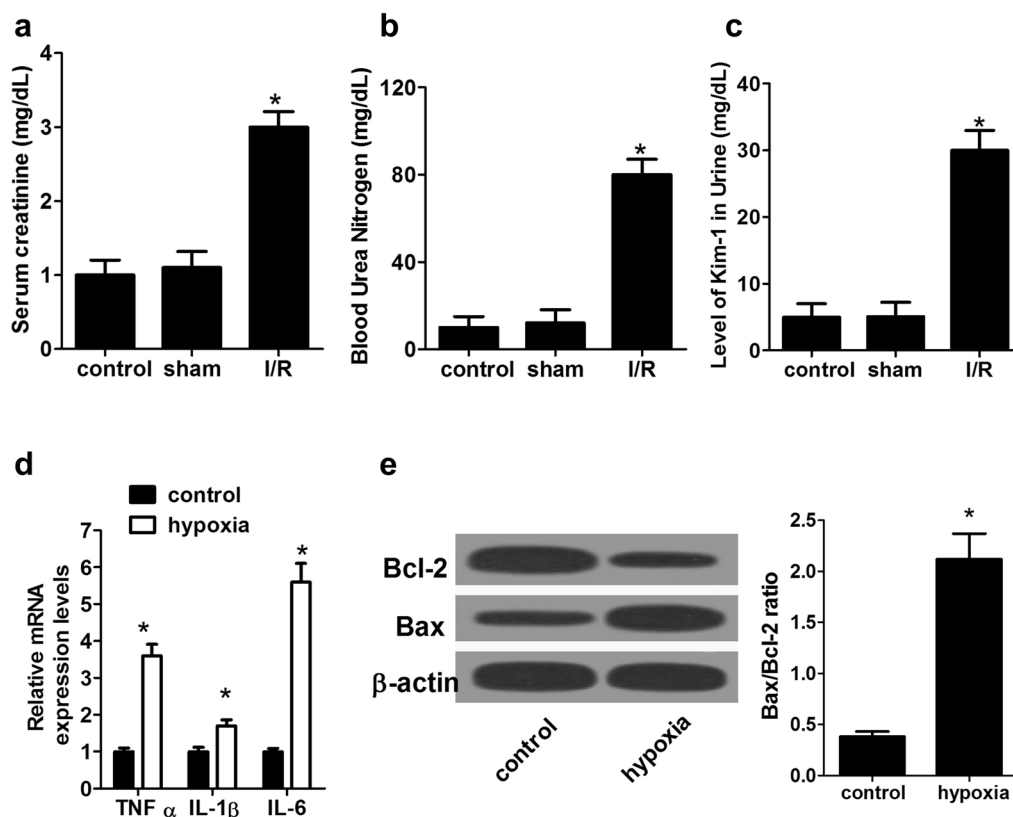 a
Serum creatinine (mg/dL)
4
3
2
1
0
*
control sham I/R
b
Blood Urea Nitrogen (mg/dL)
120
80
40
0
*
control sham I/R
c
Level of Kim-1 in Urine (mg/dL)
40
30
20
10
0
*
control sham I/R
d
control
hypoxia
Relative mRNA
expression levels
7
6
5
4
3
2
1
0
*
*
*
TNF α IL-1β IL-6
e
Bcl-2
Bax
β-actin
control hypoxia
Bax/Bcl-2 ratio
2.5
2.0
1.5
1.0
0.5
0.0
*
control hypoxia